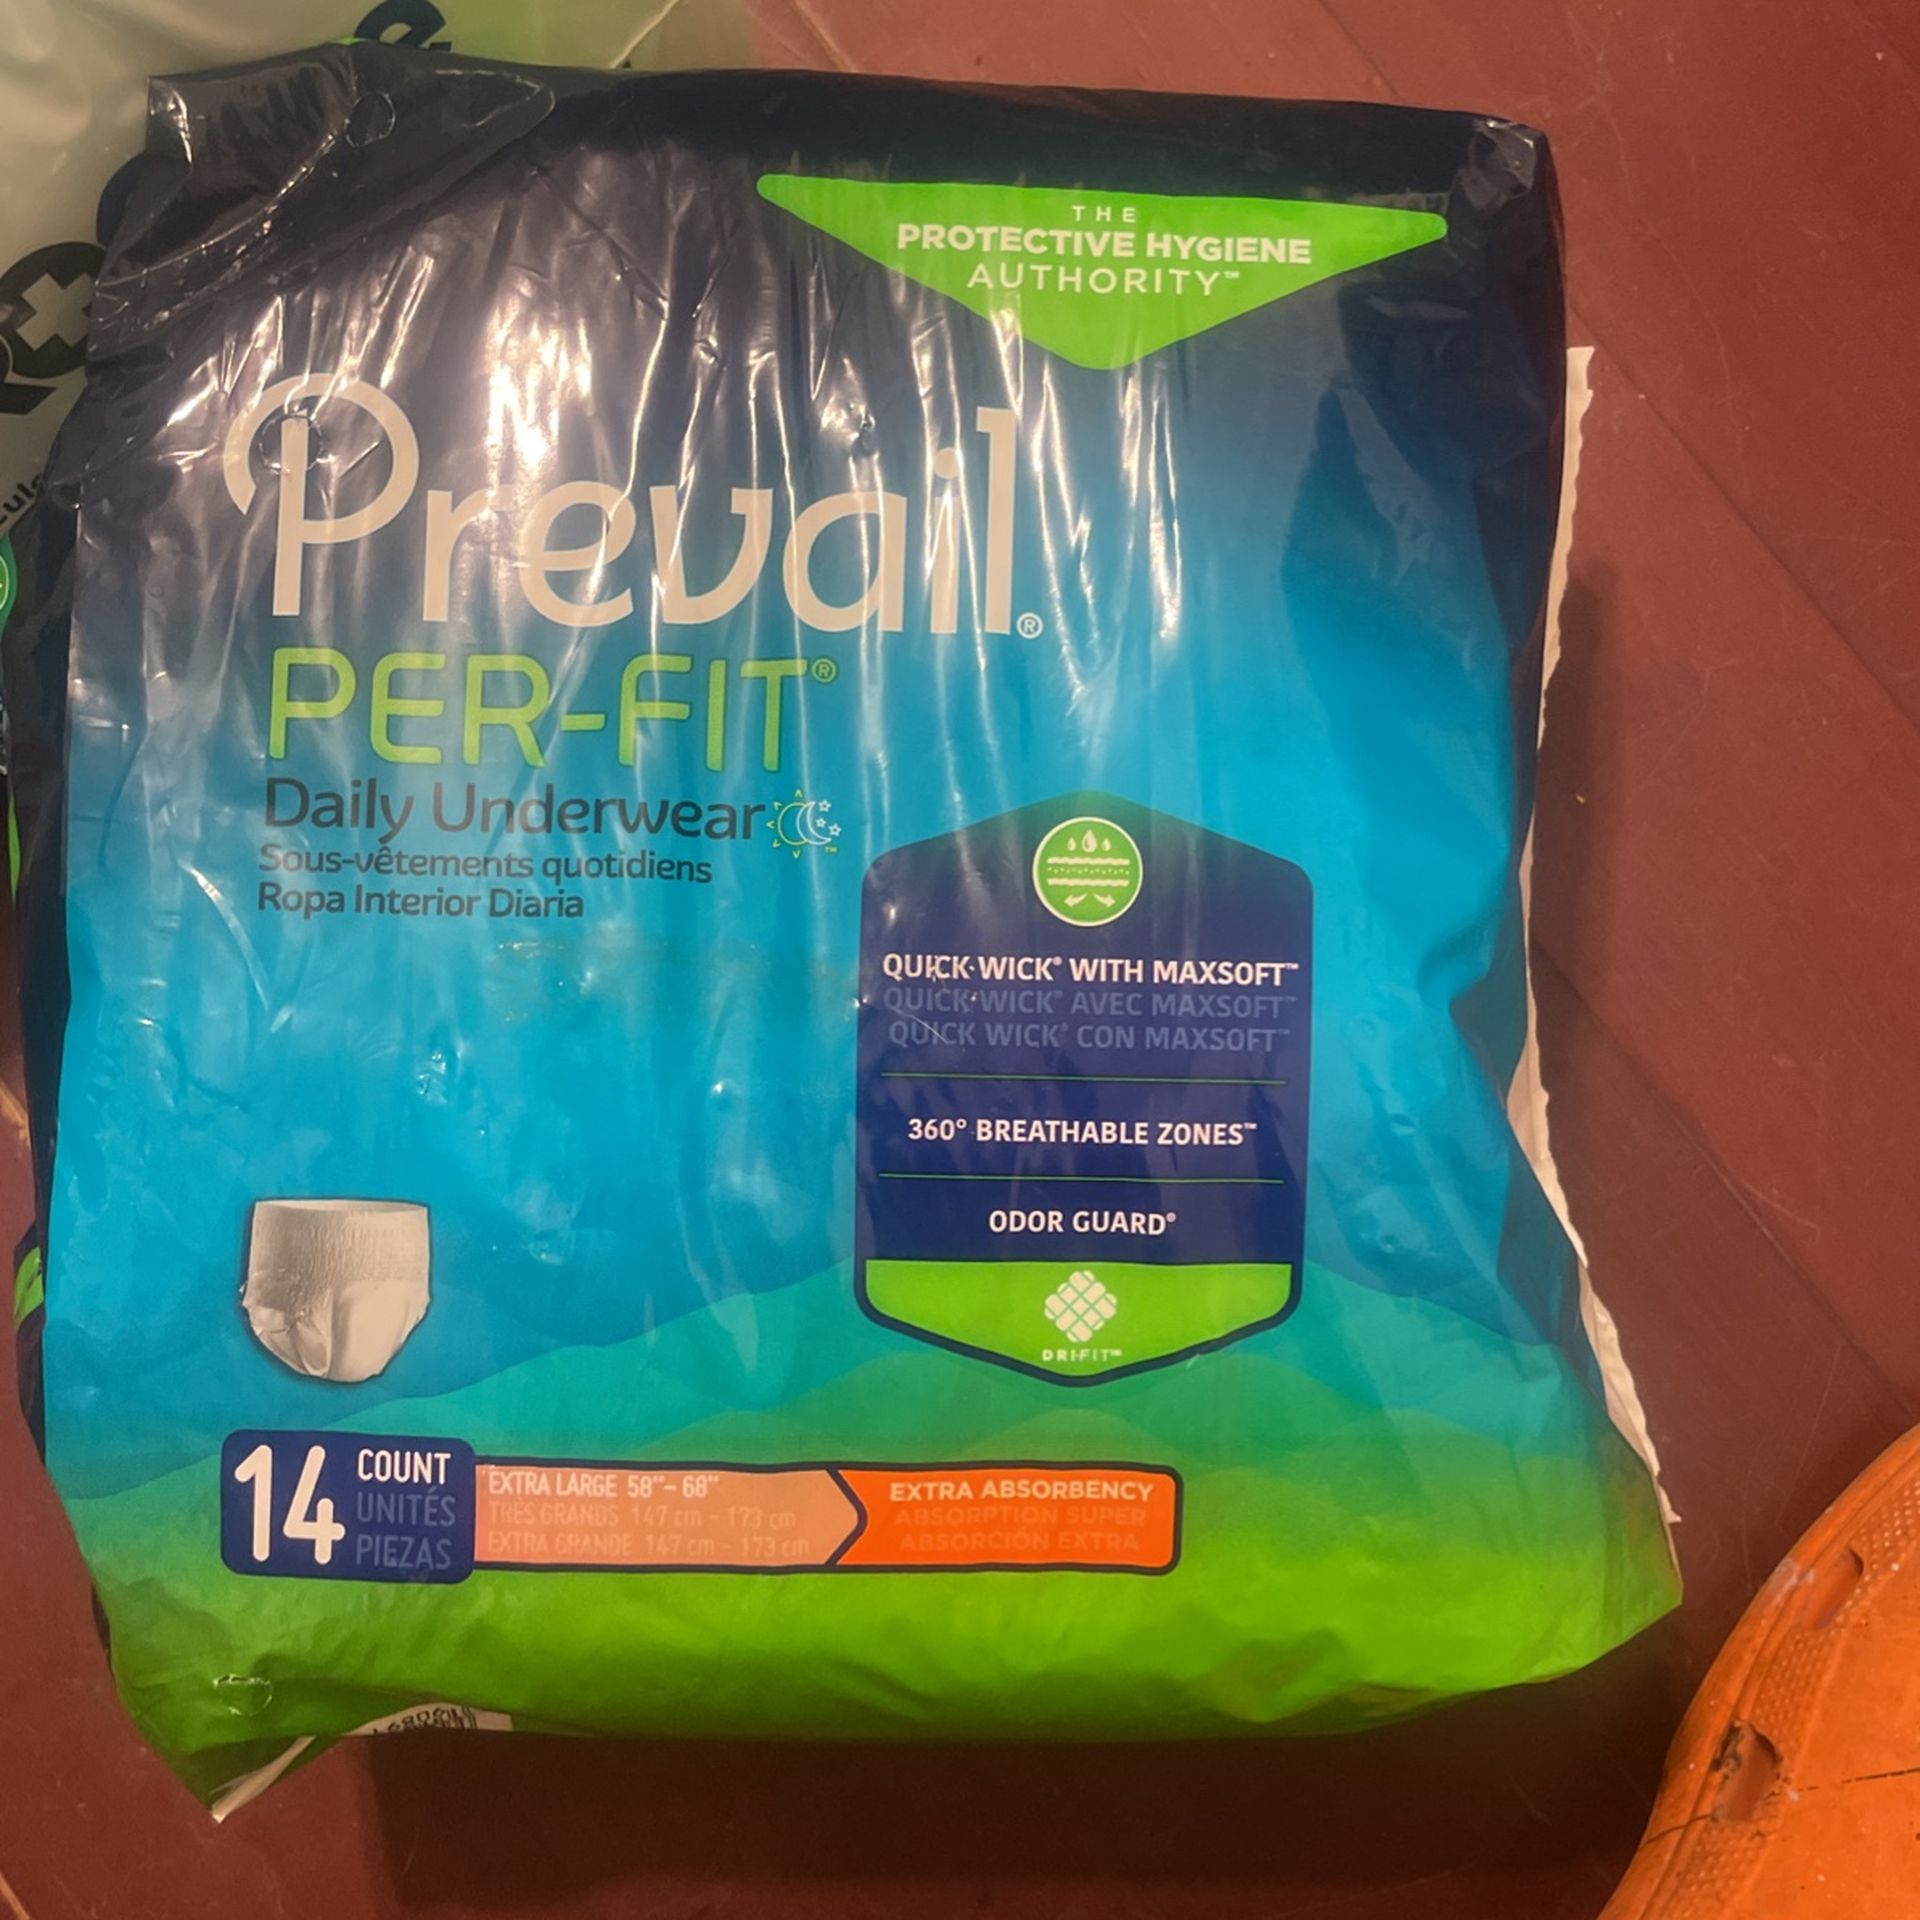 THE
PROTECTIVE HYGIENE
AUTHORITY™
Prevail®
PER-FIT®
Daily Underwear
™
Sous-vêtements quotidiens
Ropa Interior Diaria
QUICK-WICK® WITH MAXSOFT™
QUICK-WICK® AVEC MAXSOFT™
QUICK WICK® CON MAXSOFT™
360° BREATHABLE ZONES™
ODOR GUARD®
DRI-FIT™
14 COUNT
UNITÉS
PIEZAS
EXTRA LARGE 58"- 68"
TRÈS GRANDS 147 cm - 173 cm
EXTRA GRANDE 147 cm - 173 cm
EXTRA ABSORBENCY
ABSORPTION SUPER
ABSORCIÓN EXTRA